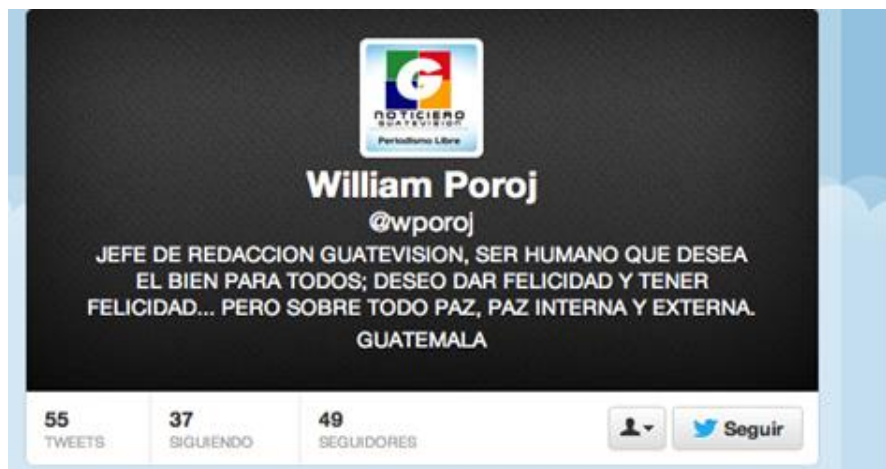 G
NOTICIERO
GUATEVISION
Periodismo Libre
William Poroj
@wporoj
JEFE DE REDACCION GUATEVISION, SER HUMANO QUE DESEA
EL BIEN PARA TODOS; DESEO DAR FELICIDAD Y TENER
FELICIDAD... PERO SOBRE TODO PAZ, PAZ INTERNA Y EXTERNA.
GUATEMALA
55 37 49
TWEETS SIGUIENDO SEGUIDORES
Seguir